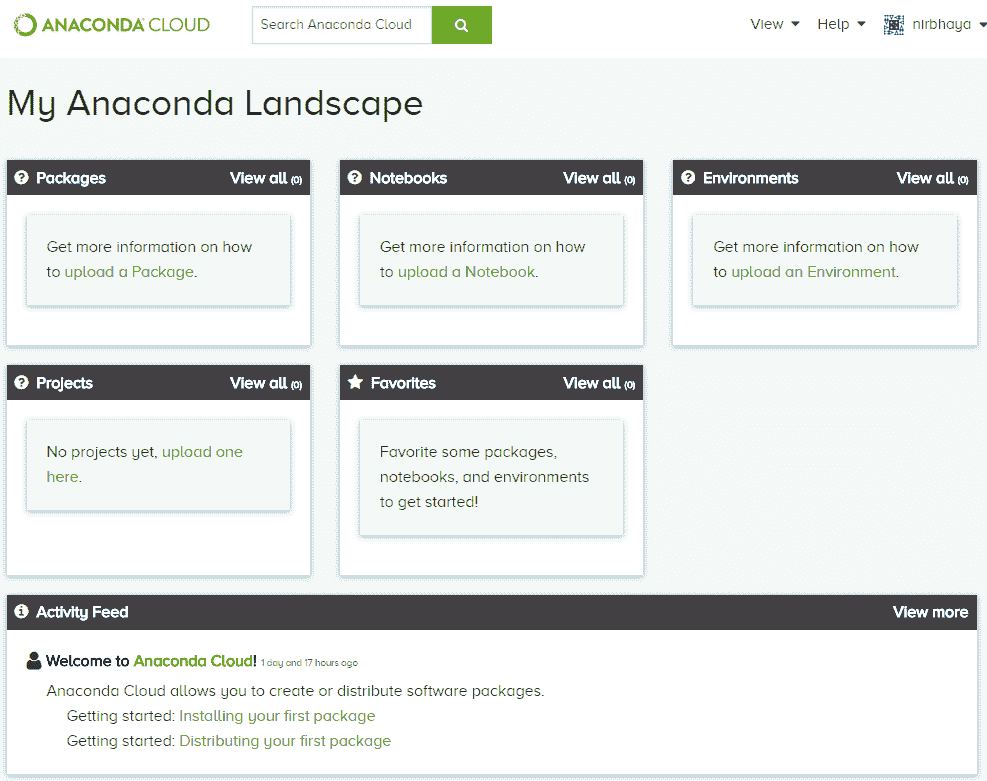 ANACONDA CLOUD
Search Anaconda Cloud
View
Help
nirbhaya
My Anaconda Landscape
Packages View all (0)
Get more information on how
to upload a Package.
Notebooks View all (0)
Get more information on how
to upload a Notebook.
Environments View all (0)
Get more information on how
to upload an Environment.
Projects View all (0)
No projects yet, upload one
here.
Favorites View all (0)
Favorite some packages,
notebooks, and environments
to get started!
Activity Feed View more
Welcome to Anaconda Cloud! 1 day and 17 hours ago
Anaconda Cloud allows you to create or distribute software packages.
Getting started: Installing your first package
Getting started: Distributing your first package